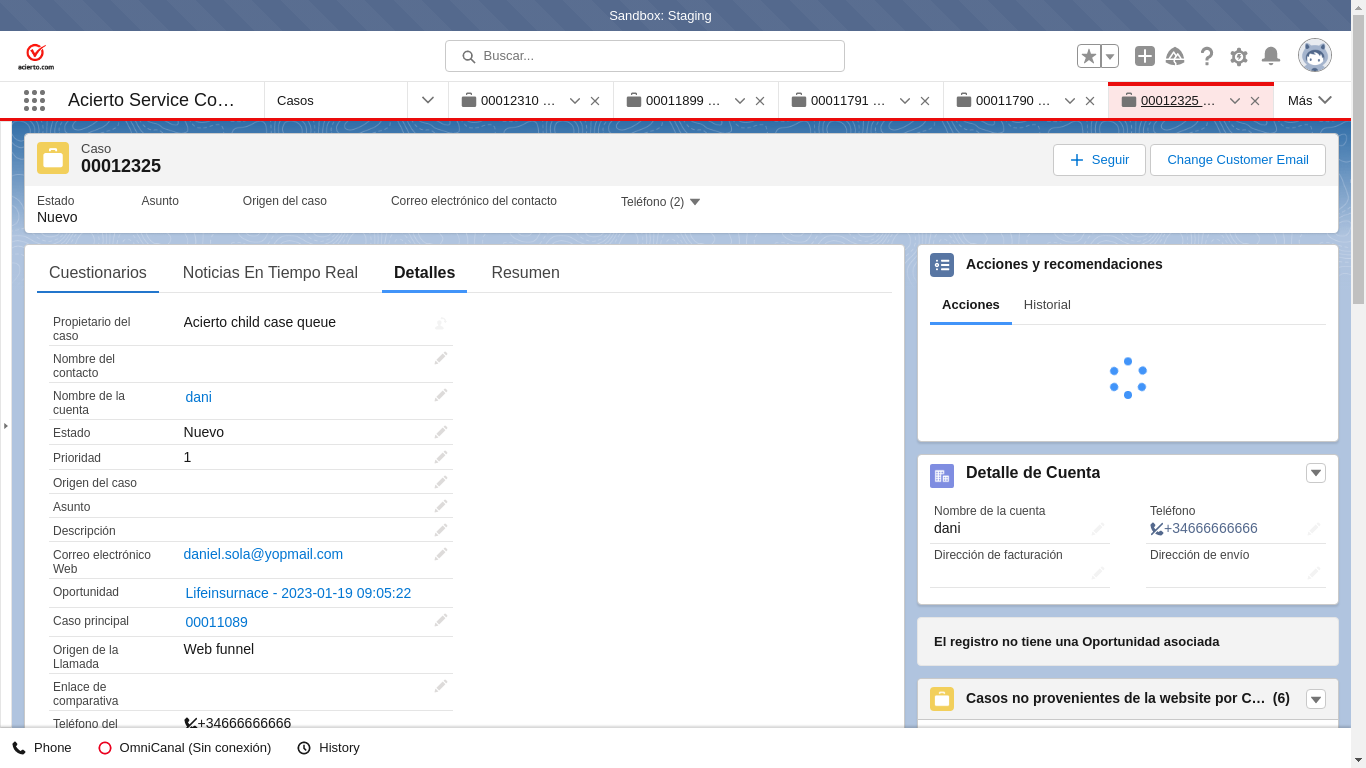 Sandbox: Staging
acierto.com
Buscar...
Acierto Service Co…
Casos
00012310 …
00011899 …
00011791 …
00011790 …
00012325 …
Más
Caso
00012325
Seguir
Change Customer Email
Estado
Asunto
Origen del caso
Correo electrónico del contacto
Teléfono (2)
Nuevo
Cuestionarios
Noticias En Tiempo Real
Detalles
Resumen
Propietario del caso
Acierto child case queue
Nombre del contacto
Nombre de la cuenta
dani
Estado
Nuevo
Prioridad
1
Origen del caso
Asunto
Descripción
Correo electrónico Web
daniel.sola@yopmail.com
Oportunidad
Lifeinsurnace - 2023-01-19 09:05:22
Caso principal
00011089
Origen de la Llamada
Web funnel
Enlace de comparativa
Teléfono del
+34666666666
Acciones y recomendaciones
Acciones
Historial
Detalle de Cuenta
Nombre de la cuenta
dani
Teléfono
+34666666666
Dirección de facturación
Dirección de envío
El registro no tiene una Oportunidad asociada
Casos no provenientes de la website por C… (6)
Phone
OmniCanal (Sin conexión)
History